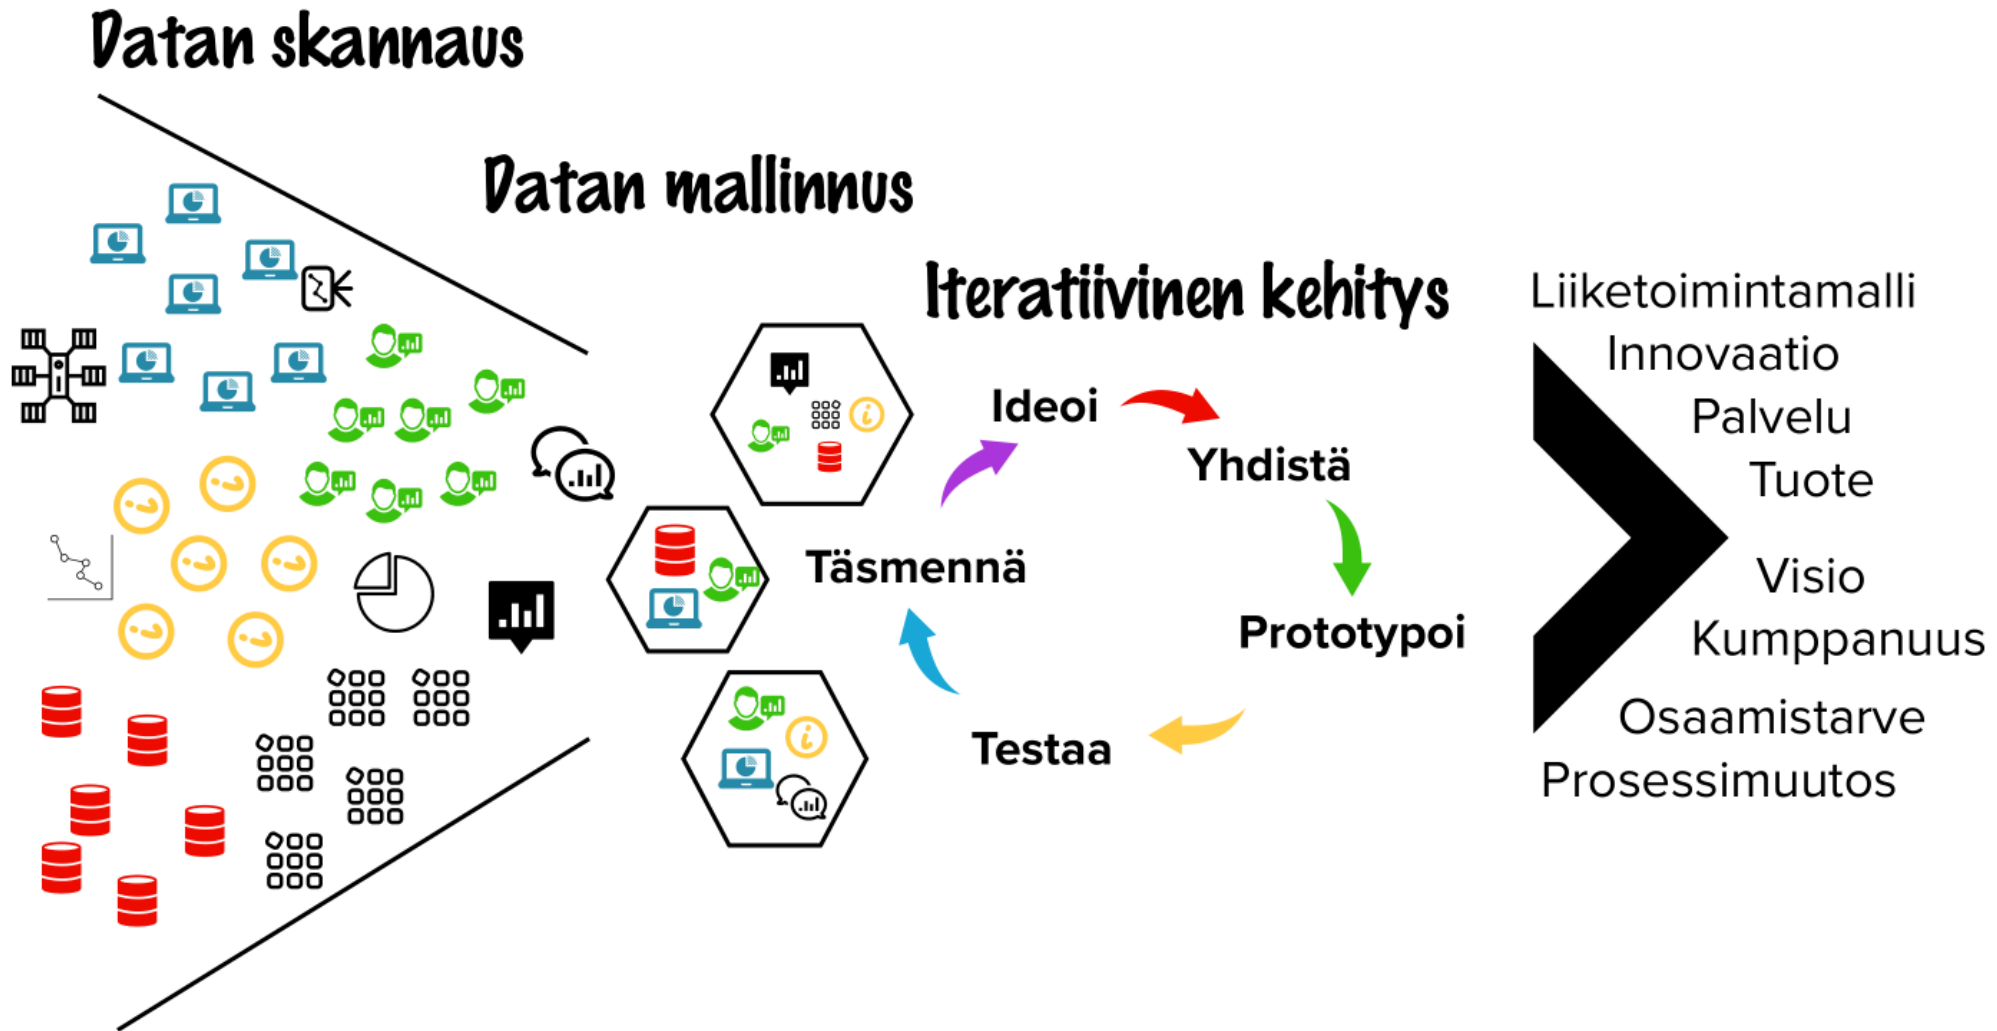 Datan skannaus
Datan mallinnus
Iteratiivinen kehitys
Ideoi
Yhdistä
Prototypoi
Testaa
Täsmennä
Liiketoimintamalli
Innovaatio
Palvelu
Tuote
Visio
Kumppanuus
Osaamistarve
Prosessimuutos